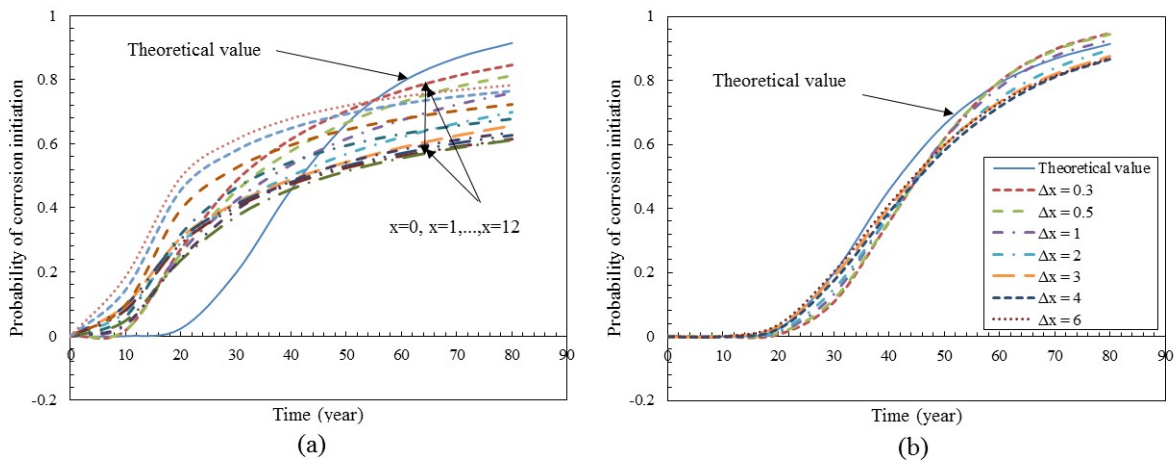 1
0.8
0.6
0.4
0.2
0
-0.2
Probability of corrosion initiation
Theoretical value
x=0, x=1,...,x=12
0 10 20 30 40 50 60 70 80 90
Time (year)
(a)
1
0.8
0.6
0.4
0.2
0
-0.2
Probability of corrosion initiation
Theoretical value
Theoretical value
Δx = 0.3
Δx = 0.5
Δx = 1
Δx = 2
Δx = 3
Δx = 4
Δx = 6
0 10 20 30 40 50 60 70 80 90
Time (year)
(b)